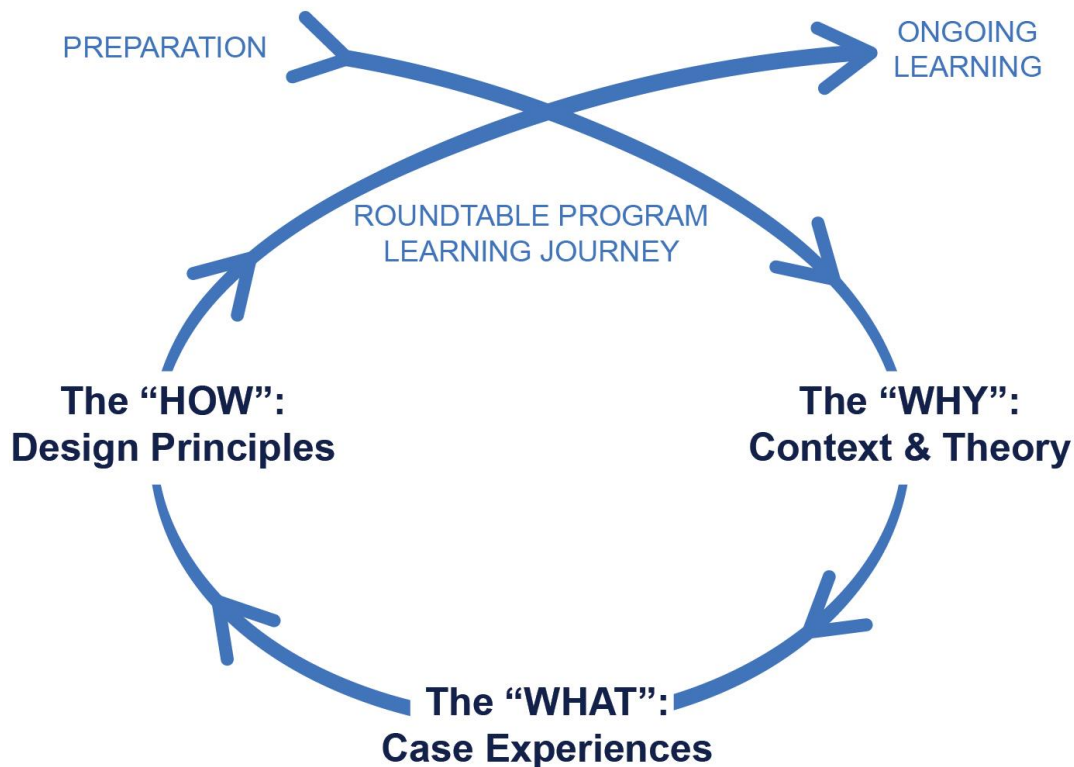 PREPARATION
ONGOING
LEARNING
ROUNDTABLE PROGRAM
LEARNING JOURNEY
The “HOW”:
Design Principles
The “WHY”:
Context & Theory
The “WHAT”:
Case Experiences